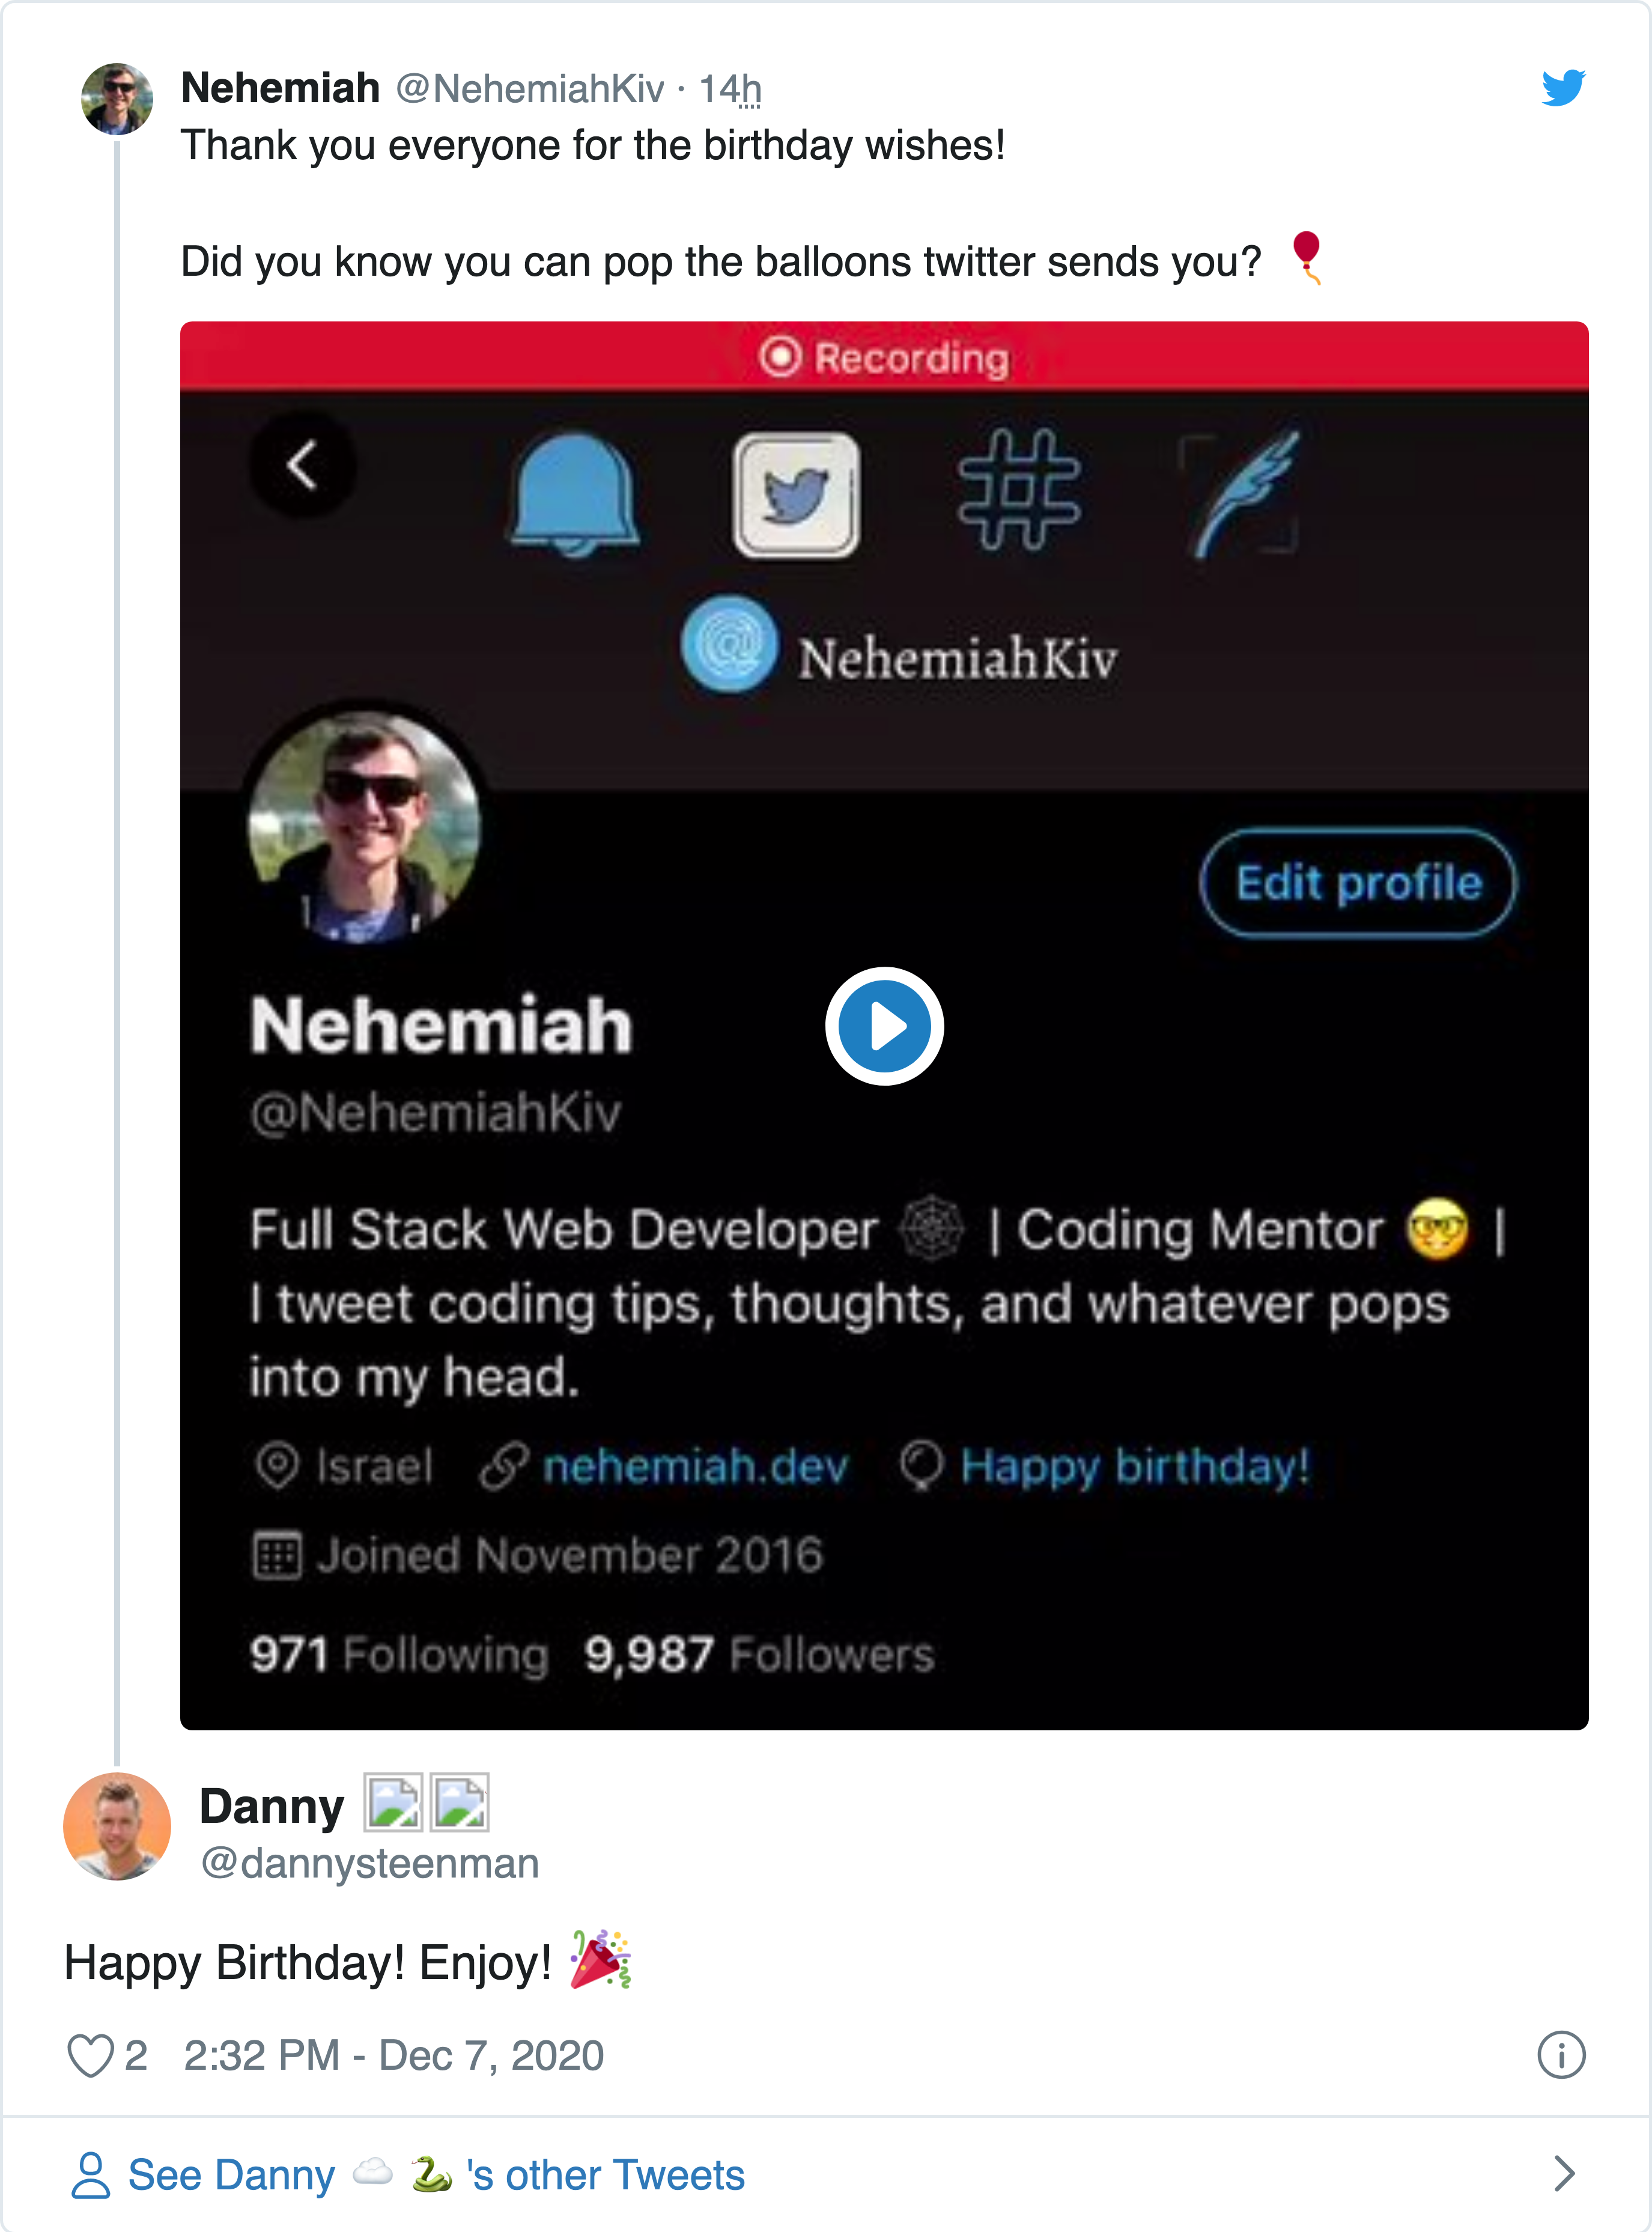 Nehemiah @NehemiahKiv · 14h
Thank you everyone for the birthday wishes!
Did you know you can pop the balloons twitter sends you? 🎈
Recording
@ NehemiahKiv
Edit profile
Nehemiah
@NehemiahKiv
Full Stack Web Developer 🕸 | Coding Mentor 🤓 |
I tweet coding tips, thoughts, and whatever pops
into my head.
Israel nehemiah.dev Happy birthday!
Joined November 2016
971 Following 9,987 Followers
Danny
@dannysteenman
Happy Birthday! Enjoy! 🎉
2 2:32 PM - Dec 7, 2020
See Danny ☁️ 🐍 's other Tweets